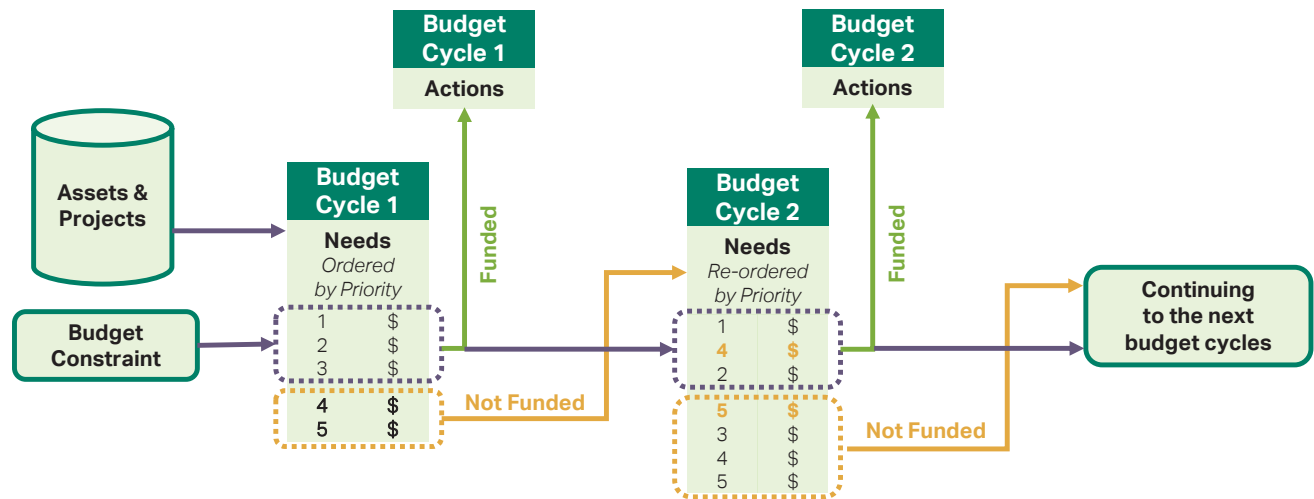 Budget
Cycle 1
Actions
Budget
Cycle 2
Actions
Assets &
Projects
Budget
Constraint
Budget
Cycle 1
Needs
Ordered
by Priority
1 $
2 $
3 $
4 $
5 $
Funded
Not Funded
Budget
Cycle 2
Needs
Re-ordered
by Priority
1 $
4 $
2 $
5 $
3 $
4 $
5 $
Funded
Not Funded
Continuing
to the next
budget cycles